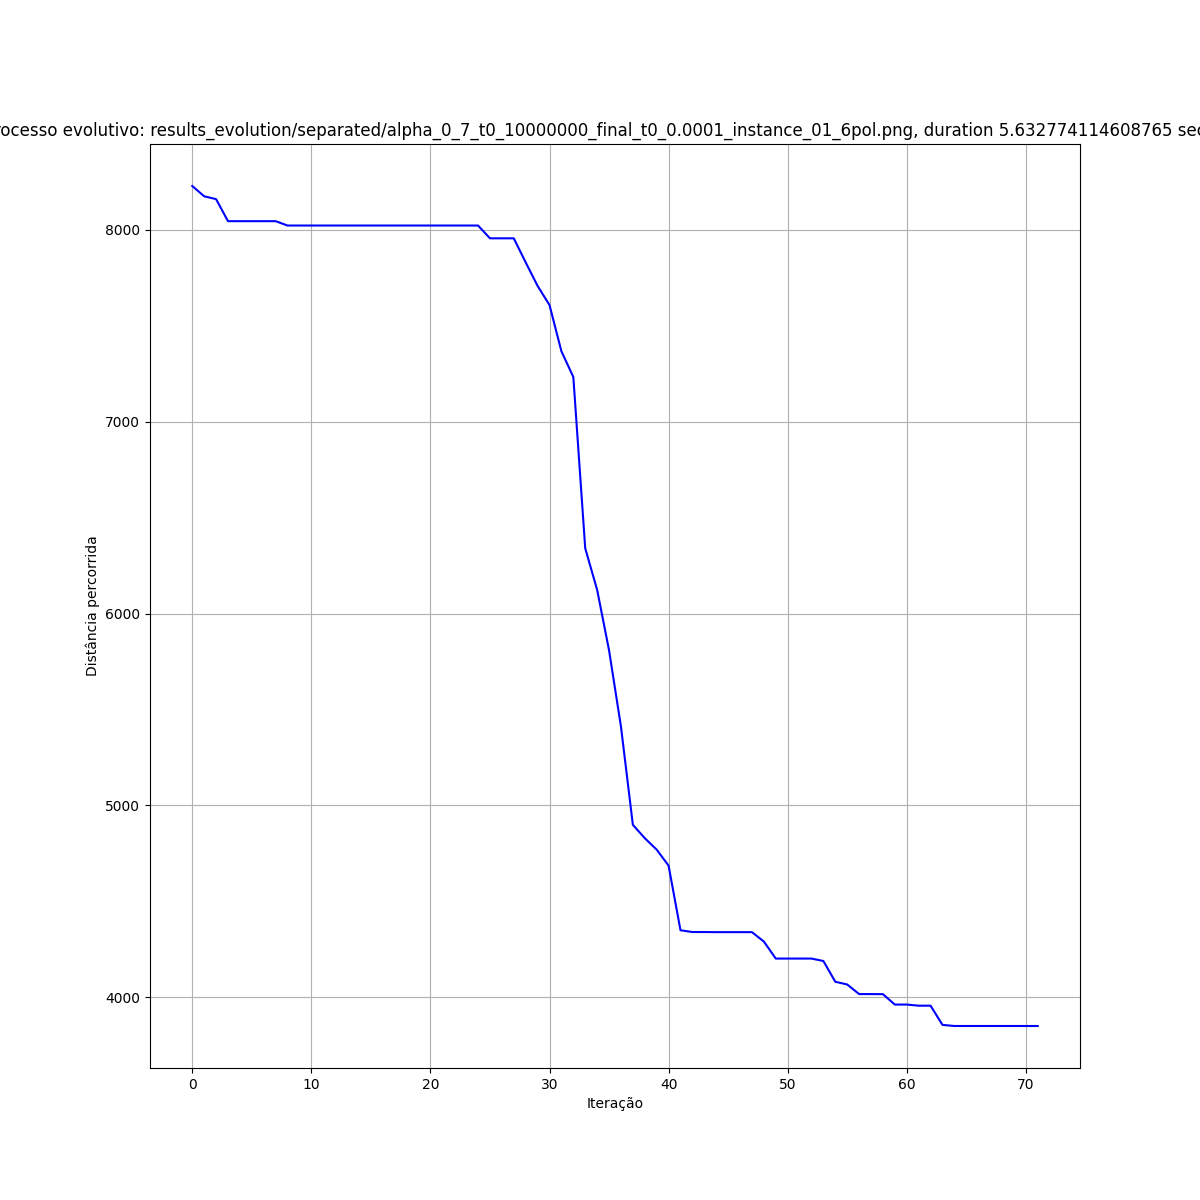 ocesso evolutivo: results_evolution/separated/alpha_0_7_t0_10000000_final_t0_0.0001_instance_01_6pol.png, duration 5.632774114608765 sec
8000
7000
6000
5000
4000
Distância percorrida
0 10 20 30 40 50 60 70
Iteração